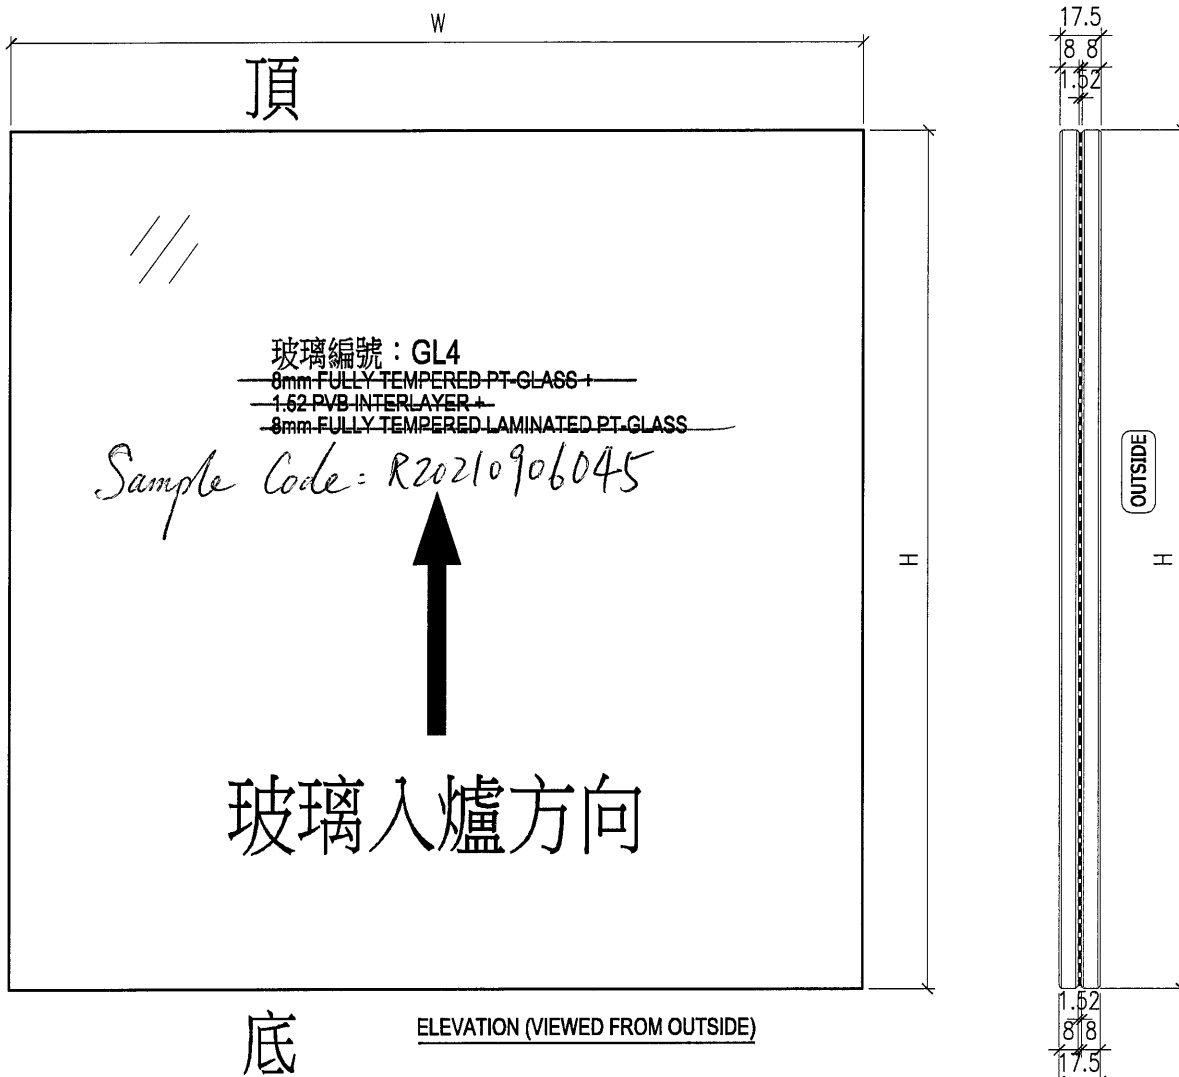 W
頂
玻璃編號：GL4
8mm FULLY TEMPERED PT-GLASS +
1.52 PVB INTERLAYER +
8mm FULLY TEMPERED LAMINATED PT-GLASS
Sample Code: R20210906045
玻璃入爐方向
H
底
ELEVATION (VIEWED FROM OUTSIDE)
17.5
8 8
1.52
OUTSIDE
H
1.52
8 8
17.5